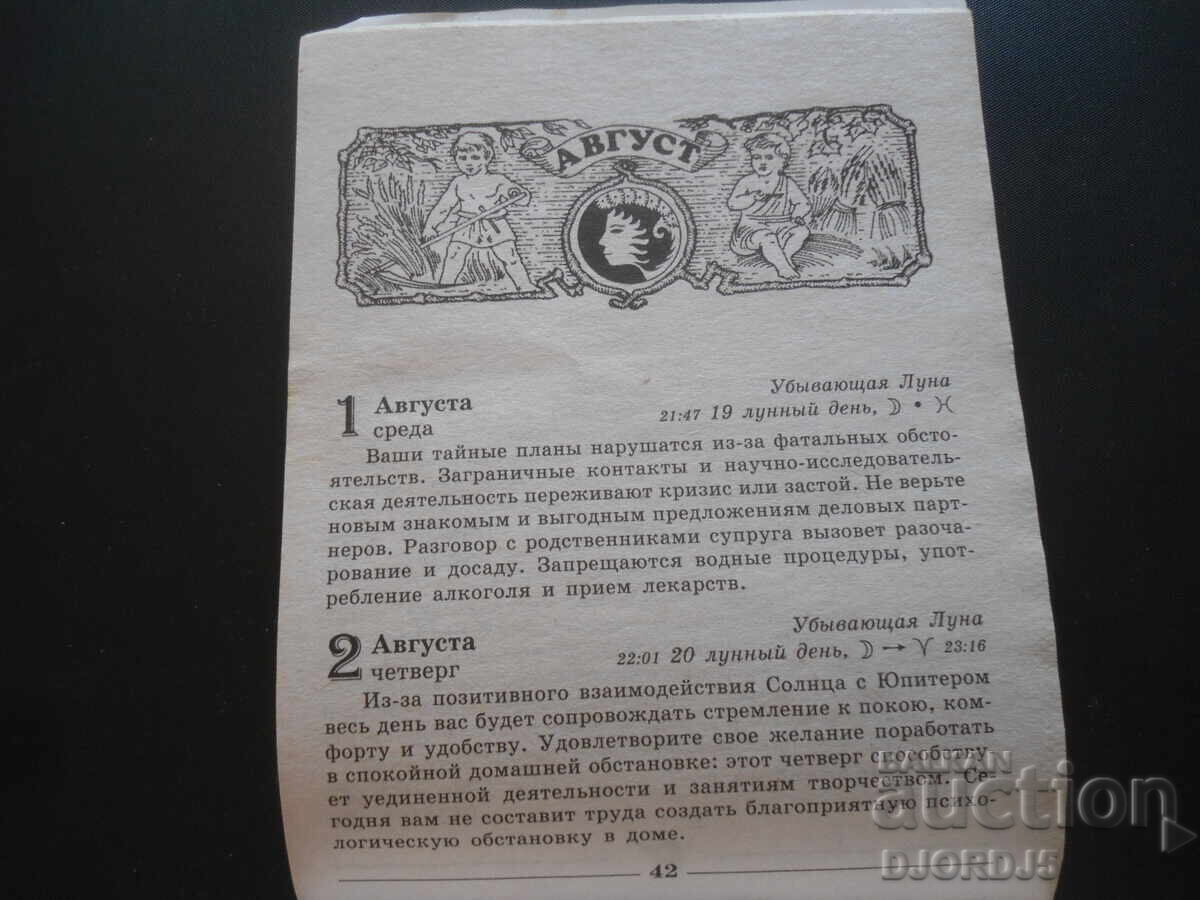 АВГУСТ
1 Августа
среда
Убывающая Луна
21:47 19 лунный день, ☽ • ♓
Ваши тайные планы нарушатся из-за фатальных обсто-
ятельств. Заграничные контакты и научно-исследователь-
ская деятельность переживают кризис или застой. Не верьте
новым знакомым и выгодным предложениям деловых парт-
неров. Разговор с родственниками супруга вызовет разоча-
рование и досаду. Запрещаются водные процедуры, упот-
ребление алкоголя и прием лекарств.
2 Августа
четверг
Убывающая Луна
22:01 20 лунный день, ☽ → ♈ 23:16
Из-за позитивного взаимодействия Солнца с Юпитером
весь день вас будет сопровождать стремление к покою, ком-
форту и удобству. Удовлетворите свое желание поработать
в спокойной домашней обстановке: этот четверг способству-
ет уединенной деятельности и занятиям творчеством. Се-
годня вам не составит труда создать благоприятную психо-
логическую обстановку в доме.
42
BALKAN
auction
DJORDJ5